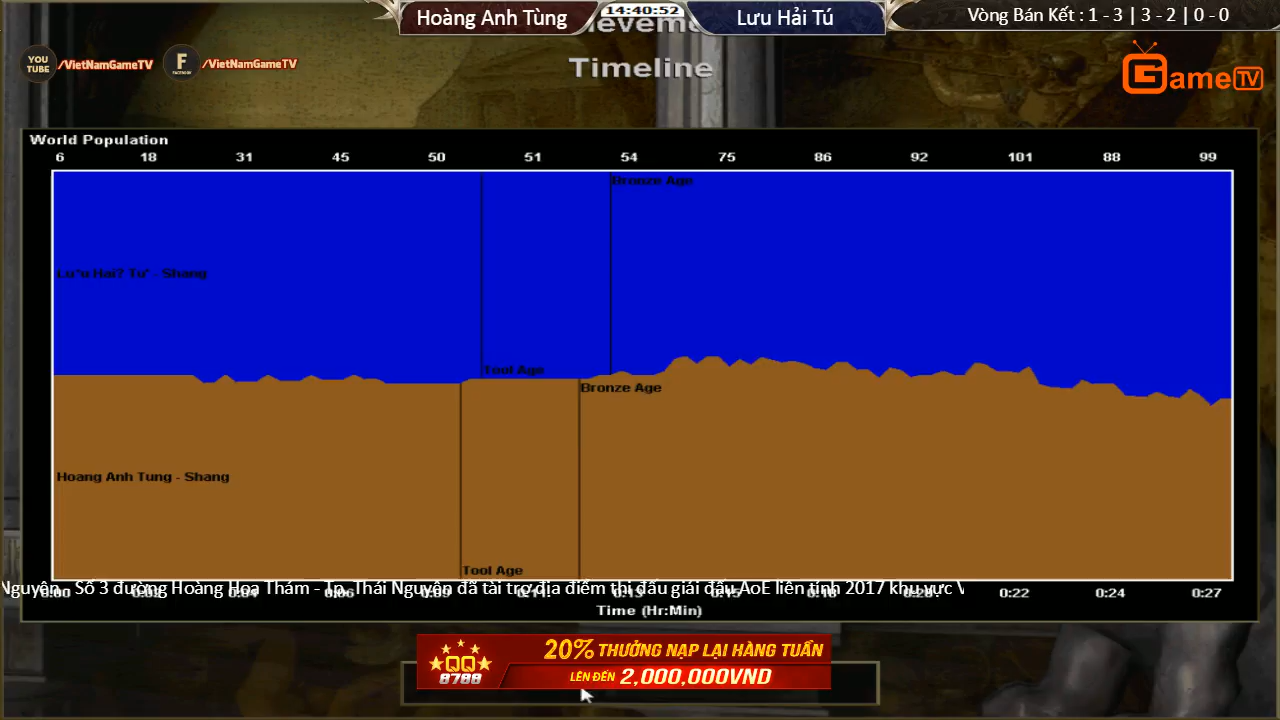 Hoàng Anh Tùng
14:40:52
Lưu Hải Tú
Vòng Bán Kết : 1 - 3 | 3 - 2 | 0 - 0
YOU TUBE /VietNamGameTV
F FACEBOOK /VietNamGameTV
Timeline
GameTV
World Population
6 18 31 45 50 51 54 75 86 92 101 88 99
Bronze Age
Lu'u Hai? Tu' - Shang
Tool Age
Bronze Age
Hoang Anh Tung - Shang
Tool Age
Nguyên - Số 3 đường Hoàng Hoa Thám - Tp. Thái Nguyên đã tài trợ địa điểm thi đấu giải đấu AoE liên tỉnh 2017 khu vực
0:22 0:24 0:27
Time (Hr:Min)
QQ 8788
20% THƯỞNG NẠP LẠI HÀNG TUẦN
LÊN ĐẾN 2,000,000VND